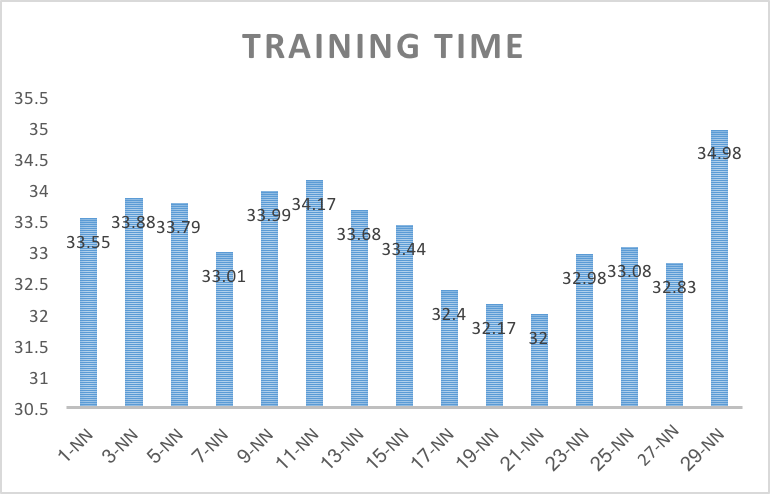 TRAINING TIME
35.5
35
34.5
34
33.5
33
32.5
32
31.5
31
30.5
33.55
33.88
33.79
33.01
33.99
34.17
33.68
33.44
32.4
32.17
32
32.98
33.08
32.83
34.98
1-NN
3-NN
5-NN
7-NN
9-NN
11-NN
13-NN
15-NN
17-NN
19-NN
21-NN
23-NN
25-NN
27-NN
29-NN